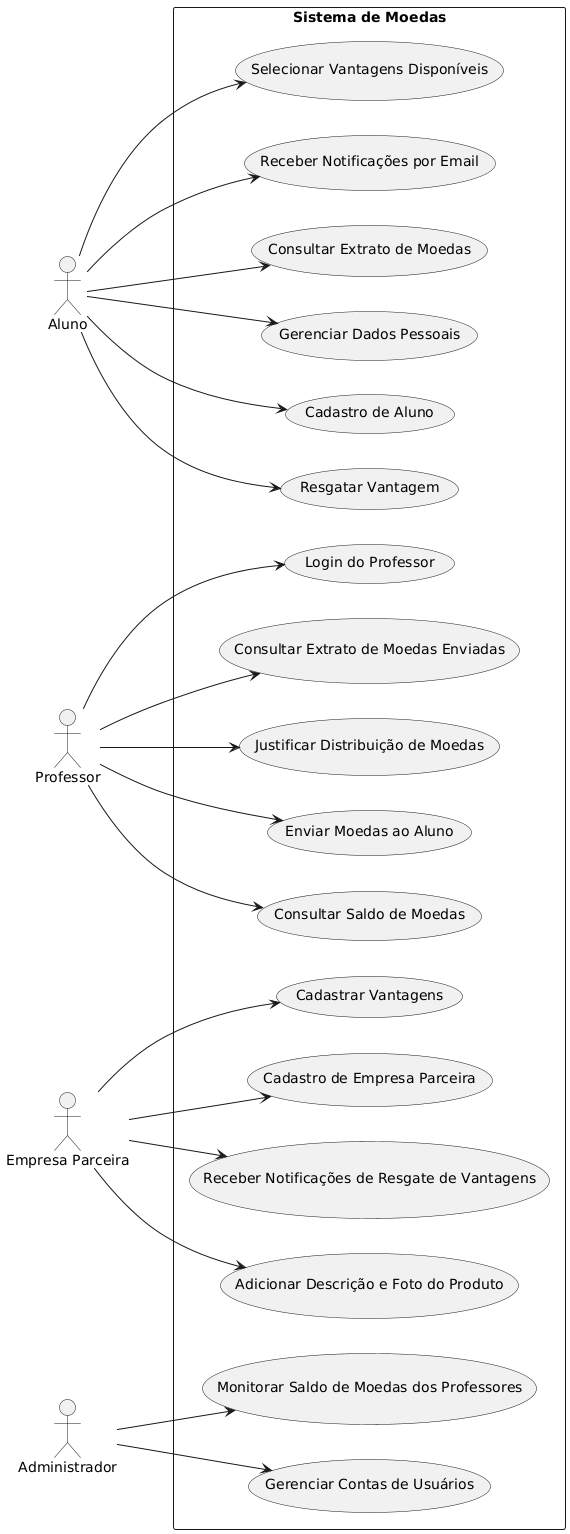 Sistema de Moedas
Selecionar Vantagens Disponíveis
Receber Notificações por Email
Consultar Extrato de Moedas
Aluno
Gerenciar Dados Pessoais
Cadastro de Aluno
Resgatar Vantagem
Login do Professor
Consultar Extrato de Moedas Enviadas
Justificar Distribuição de Moedas
Professor
Enviar Moedas ao Aluno
Consultar Saldo de Moedas
Cadastrar Vantagens
Cadastro de Empresa Parceira
Empresa Parceira
Receber Notificações de Resgate de Vantagens
Adicionar Descrição e Foto do Produto
Monitorar Saldo de Moedas dos Professores
Administrador
Gerenciar Contas de Usuários